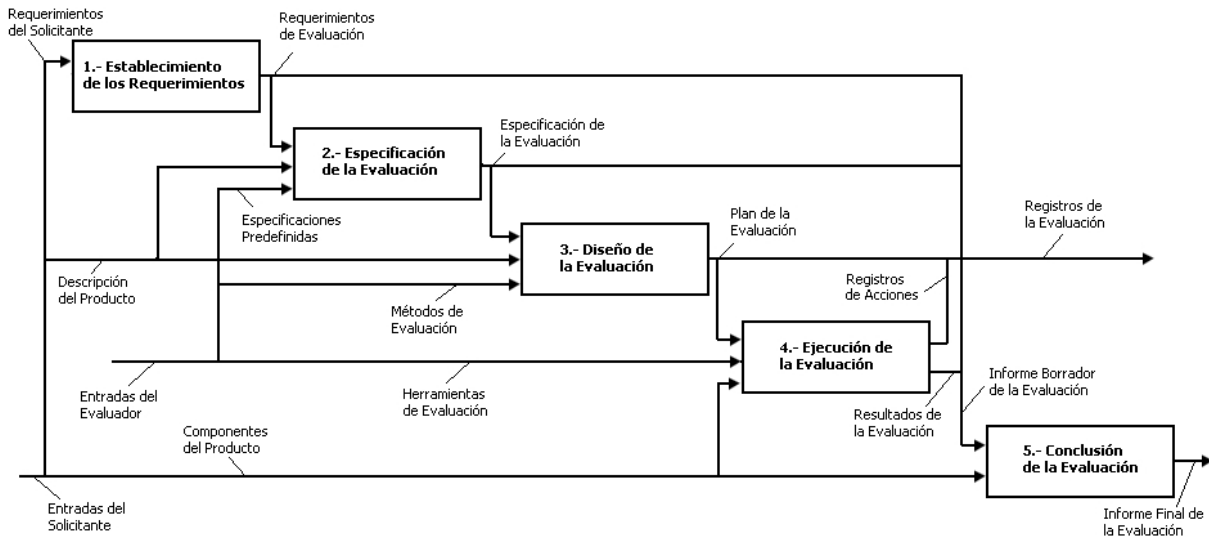 Requerimientos
del Solicitante
Requerimientos
de Evaluación
1.- Establecimiento
de los Requerimientos
Especificación de
la Evaluación
2.- Especificación
de la Evaluación
Especificaciones
Predefinidas
Plan de la
Evaluación
Registros de
la Evaluación
3.- Diseño de
la Evaluación
Descripción
del Producto
Registros
de Acciones
Métodos de
Evaluación
4.- Ejecución de
la Evaluación
Entradas del
Evaluador
Herramientas
de Evaluación
Informe Borrador
de la Evaluación
Resultados de
la Evaluación
Componentes
del Producto
5.- Conclusión
de la Evaluación
Entradas del
Solicitante
Informe Final de
la Evaluación